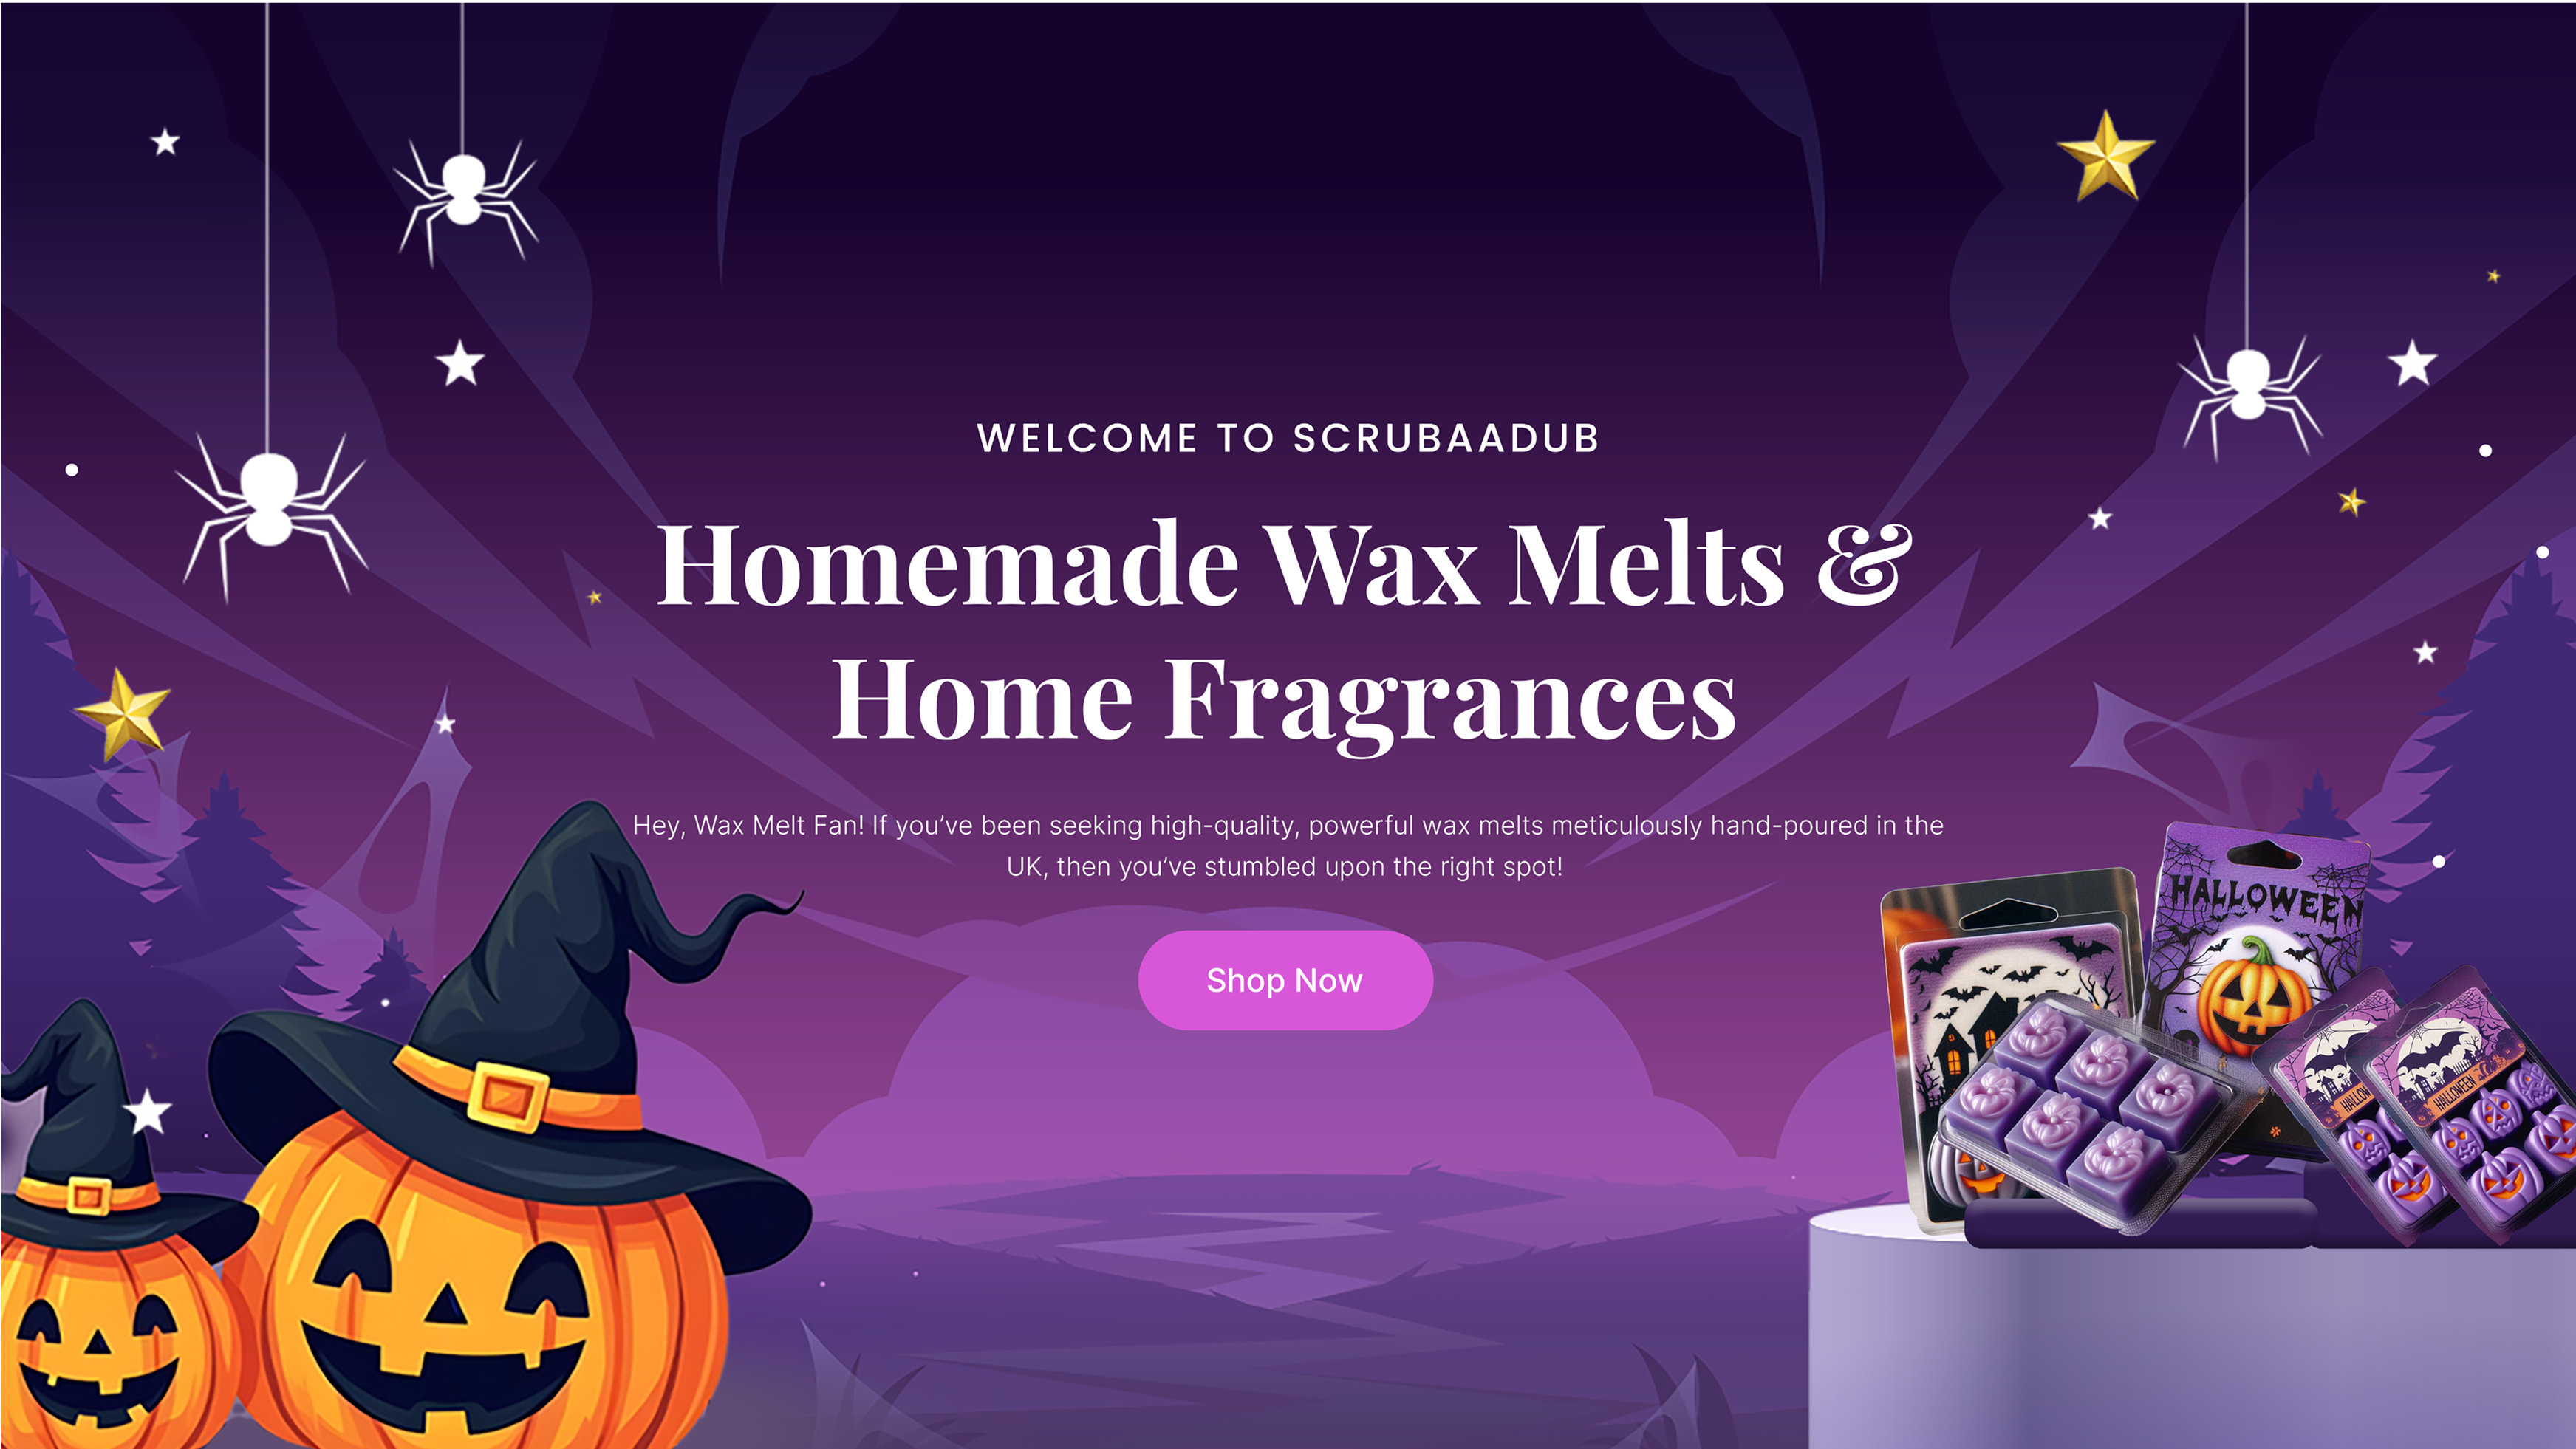 WELCOME TO SCRUBAADUB
Homemade Wax Melts &
Home Fragrances
Hey, Wax Melt Fan! If you’ve been seeking high-quality, powerful wax melts meticulously hand-poured in the
UK, then you’ve stumbled upon the right spot!
Shop Now
HALLOWEEN
HALLOW
HALLOWEEN